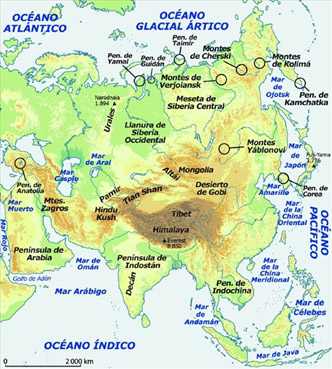 OCÉANO
ATLÁNTICO
OCÉANO
GLACIAL ÁRTICO
Pen. de
Taimir
Pen. de
Yamal
Pen. de
Guidán
Montes
de Cherski
Montes
de Kolimá
Montes de
Verjoiansk
Mar
de
Ojotsk
Pen. de
Kamchatka
Naródnaia
1.894
Urales
Meseta de
Siberia Central
Llanura de
Siberia
Occidental
Montes
Yáblonovi
Mar
de
Japón
Fuji-Yama
3.776
Mar
de Aral
Altái
Mongolia
Pen. de
Anatolia
Mar
Caspio
Pamir
Tian Shan
Desierto
de Gobi
Mar
Amarillo
Pen. de
Corea
Mar
Muerto
Mtes.
Zagros
Hindu
Kush
Tibet
Mar
de la
China
Oriental
OCÉANO
PACÍFICO
Himalaya
Everest
8.850
Mar Rojo
Península de
Arabia
Golfo de Adén
Mar
de
Omán
Península de
Indostán
Decán
Mar
de la
China
Meridional
Pen. de
Indochina
Mar Arábigo
Mar
de
Andamán
Mar de
Célebes
OCÉANO ÍNDICO
Mar de Java
0
2.000 km